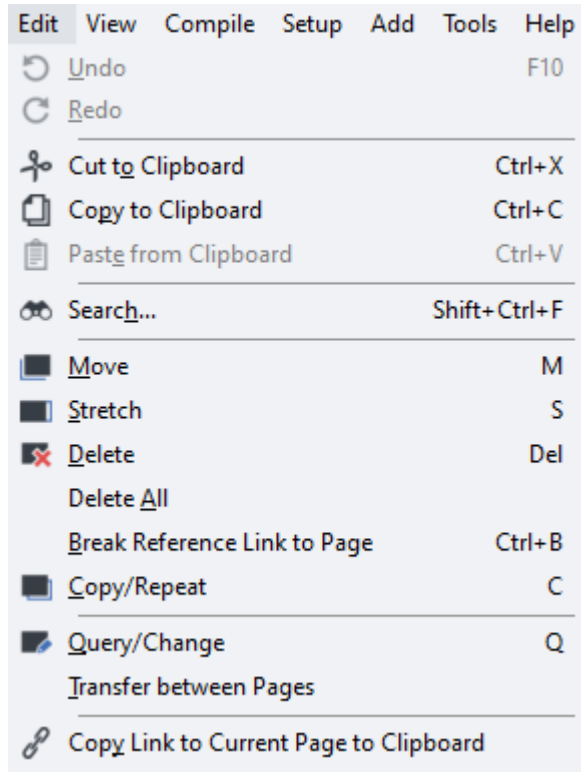 Edit View Compile Setup Add Tools Help
Undo F10
Redo
Cut to Clipboard Ctrl+X
Copy to Clipboard Ctrl+C
Paste from Clipboard Ctrl+V
Search... Shift+Ctrl+F
Move M
Stretch S
Delete Del
Delete All
Break Reference Link to Page Ctrl+B
Copy/Repeat C
Query/Change Q
Transfer between Pages
Copy Link to Current Page to Clipboard